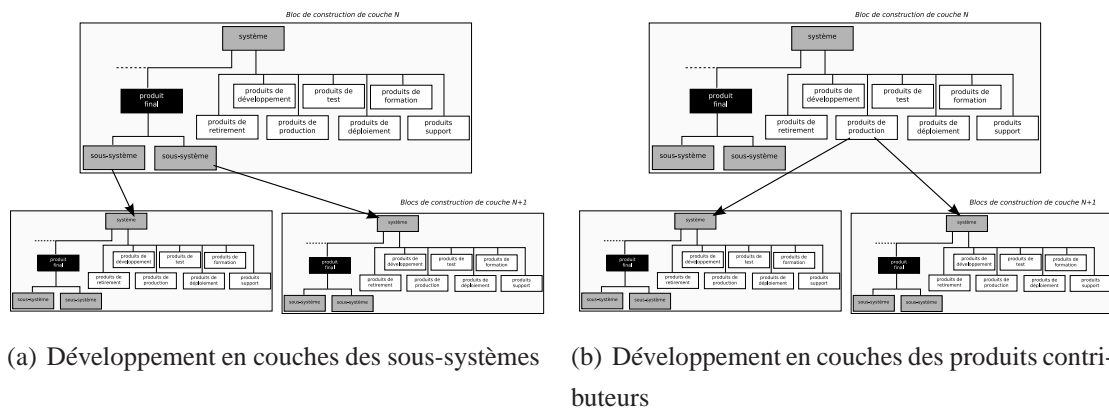 Bloc de construction de couche N
système
produit
final
produits de
développement
produits de
test
produits de
formation
produits de
retirement
produits de
production
produits de
déploiement
produits
support
sous-système
sous-système
Blocs de construction de couche N+1
système
produit
final
produits de
développement
produits de
test
produits de
formation
produits de
retirement
produits de
production
produits de
déploiement
produits
support
sous-système
sous-système
système
produit
final
produits de
développement
produits de
test
produits de
formation
produits de
retirement
produits de
production
produits de
déploiement
produits
support
sous-système
sous-système
(a) Développement en couches des sous-systèmes
Bloc de construction de couche N
système
produit
final
produits de
développement
produits de
test
produits de
formation
produits de
retirement
produits de
production
produits de
déploiement
produits
support
sous-système
sous-système
Blocs de construction de couche N+1
système
produit
final
produits de
développement
produits de
test
produits de
formation
produits de
retirement
produits de
production
produits de
déploiement
produits
support
sous-système
sous-système
système
produit
final
produits de
développement
produits de
test
produits de
formation
produits de
retirement
produits de
production
produits de
déploiement
produits
support
sous-système
sous-système
(b) Développement en couches des produits contri-
buteurs